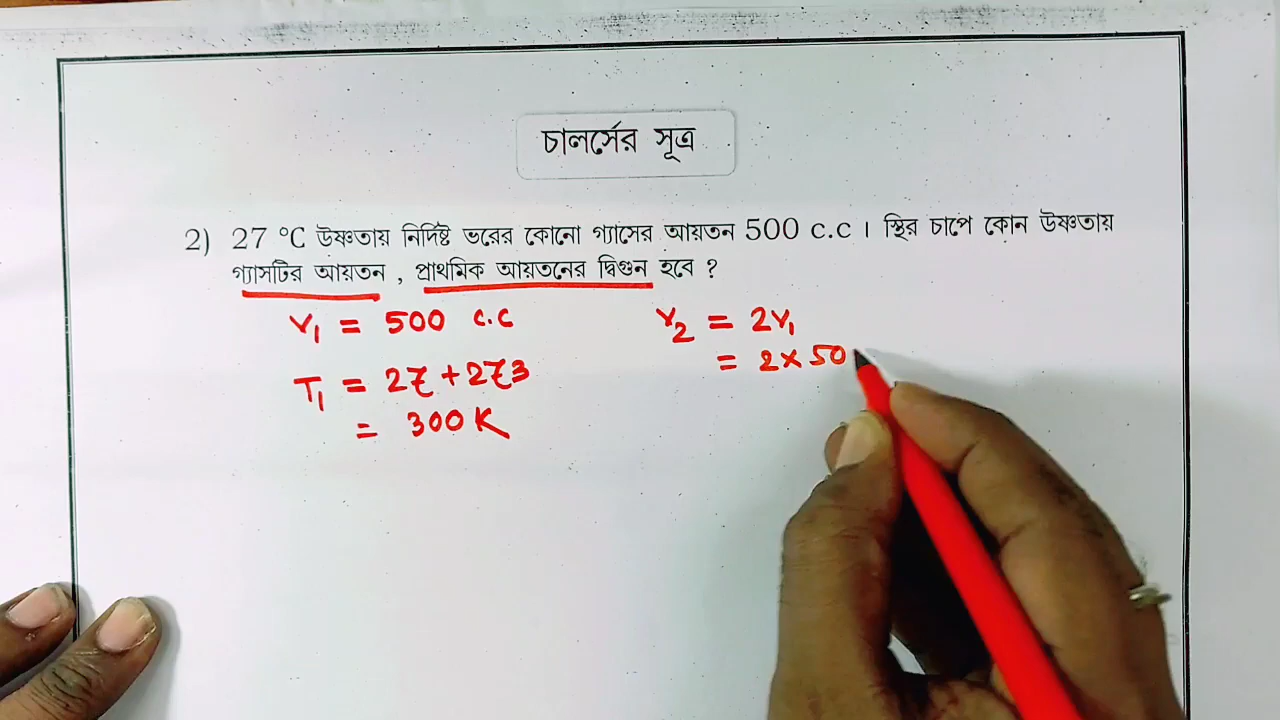 চালর্সের সূত্র
2) 27 °C উষ্ণতায় নির্দিষ্ট ভরের কোনো গ্যাসের আয়তন 500 c.c । স্থির চাপে কোন উষ্ণতায়
গ্যাসটির আয়তন , প্রাথমিক আয়তনের দ্বিগুন হবে ?
V₁ = 500 c.c
T₁ = 27 + 273
= 300 K
V₂ = 2V₁
= 2 × 50